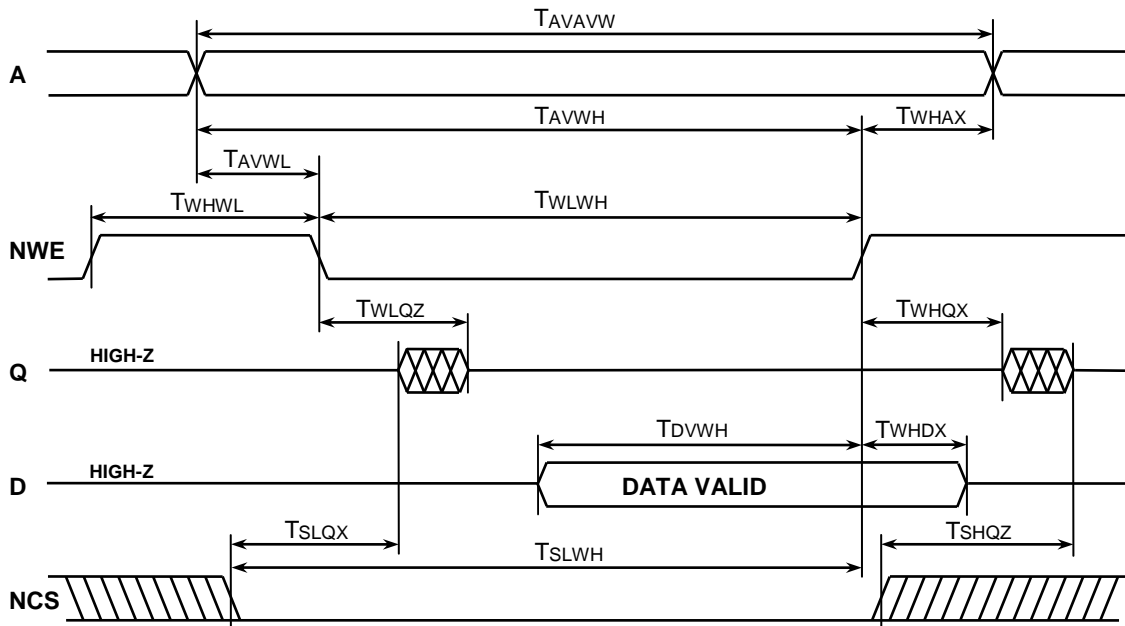 TAVAVW
A
TAVWH
TWHAX
TAVWL
TWHWL
TWLWH
NWE
TWLQZ
TWHQX
HIGH-Z
Q
TDVWH
TWHDX
HIGH-Z
D
DATA VALID
TSLQX
TSHQZ
TSLWH
NCS